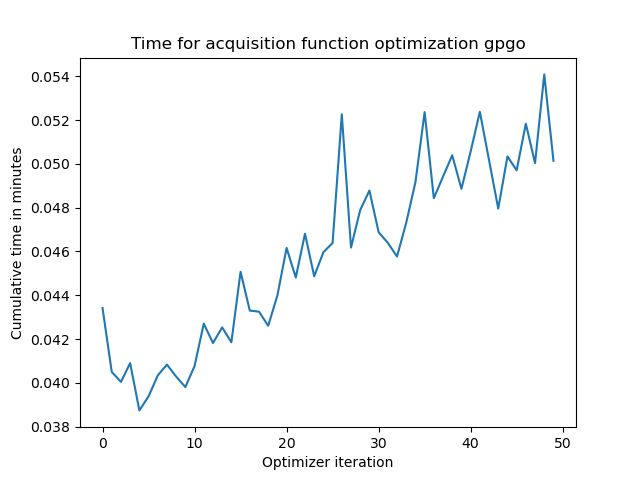 Time for acquisition function optimization gpgo
0.054
0.052
0.050
0.048
0.046
0.044
0.042
0.040
0.038
Cumulative time in minutes
0 10 20 30 40 50
Optimizer iteration